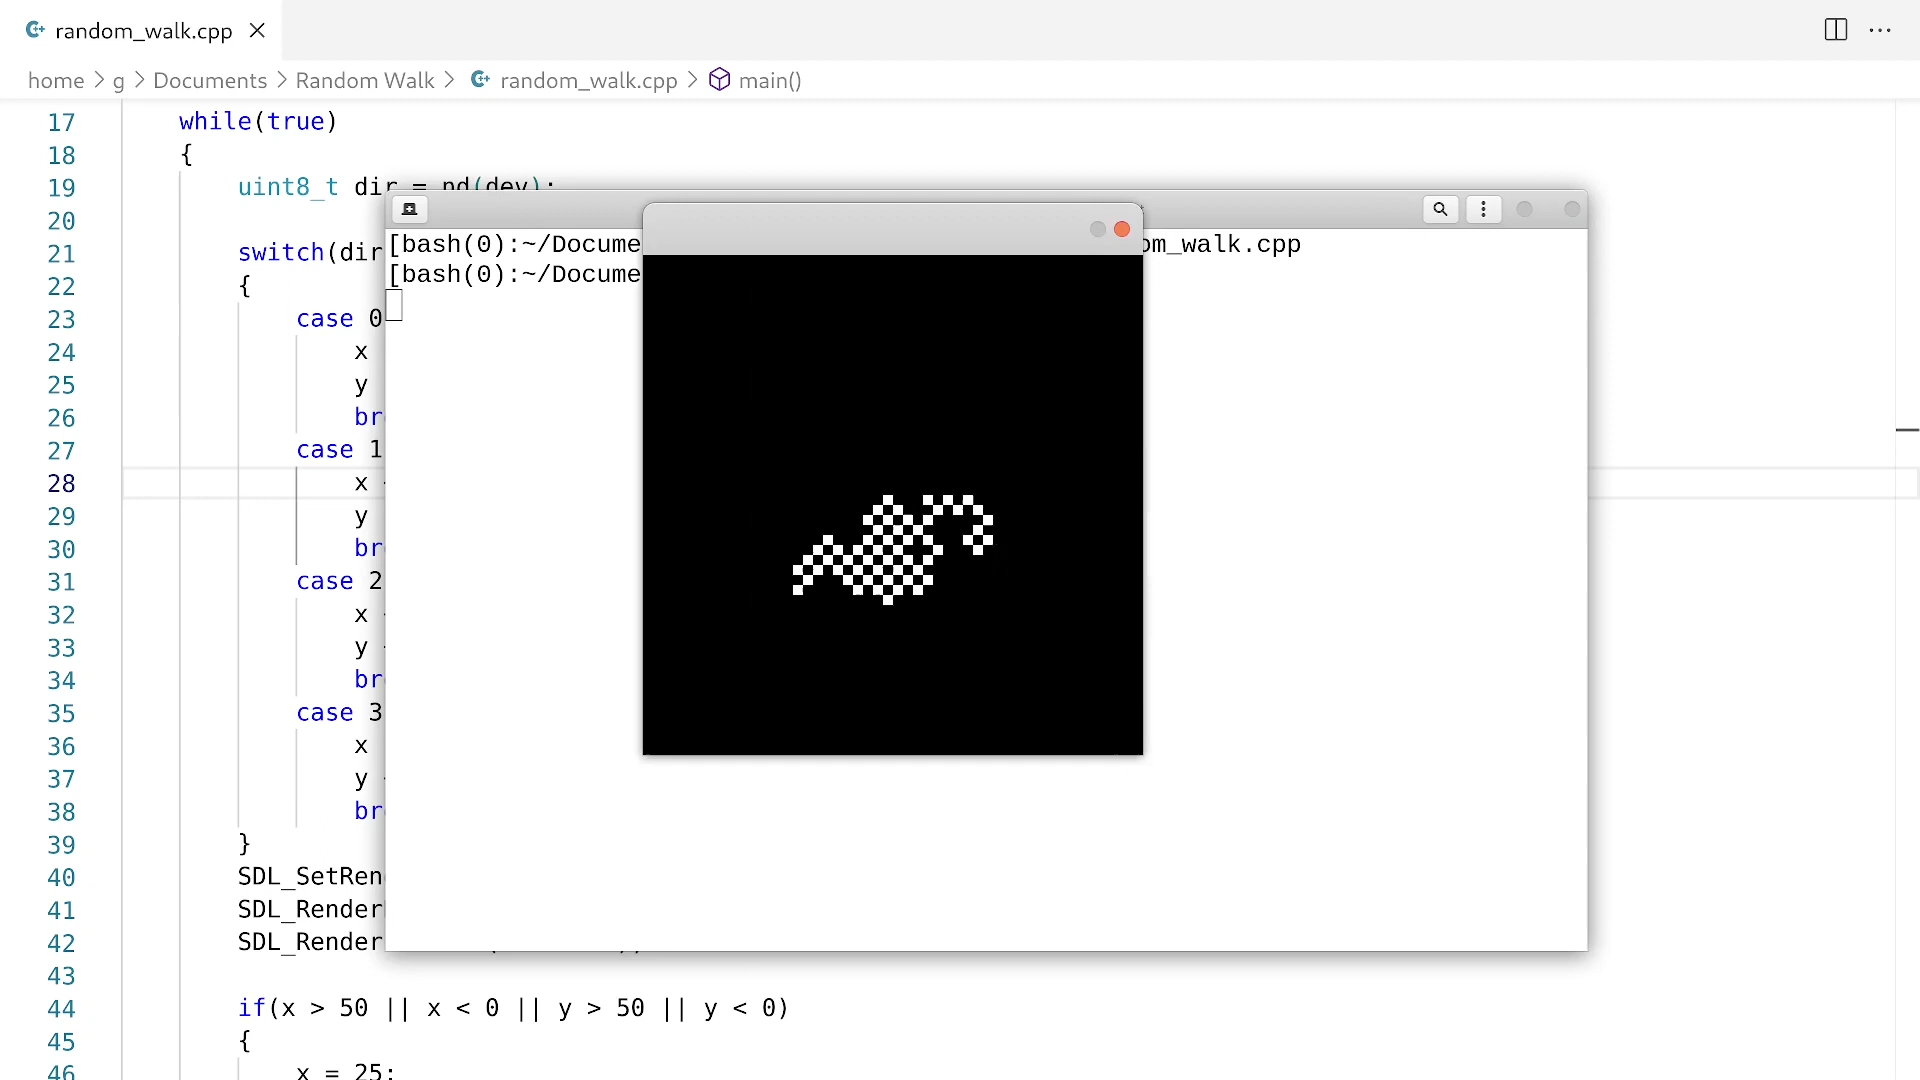 random_walk.cpp
home > g > Documents > Random Walk > random_walk.cpp > main()
17 while(true)
18 {
19 uint8_t dir = nd(dev);
20
21 switch(dir
22 {
23 case 0
24 x
25 y
26 br
27 case 1
28 x
29 y
30 br
31 case 2
32 x
33 y
34 br
35 case 3
36 x
37 y
38 br
39 }
40 SDL_SetRen
41 SDL_Render
42 SDL_Render
43
44 if(x > 50 || x < 0 || y > 50 || y < 0)
45 {
46 x = 25;
[bash(0):~/Docume
om_walk.cpp
[bash(0):~/Docume